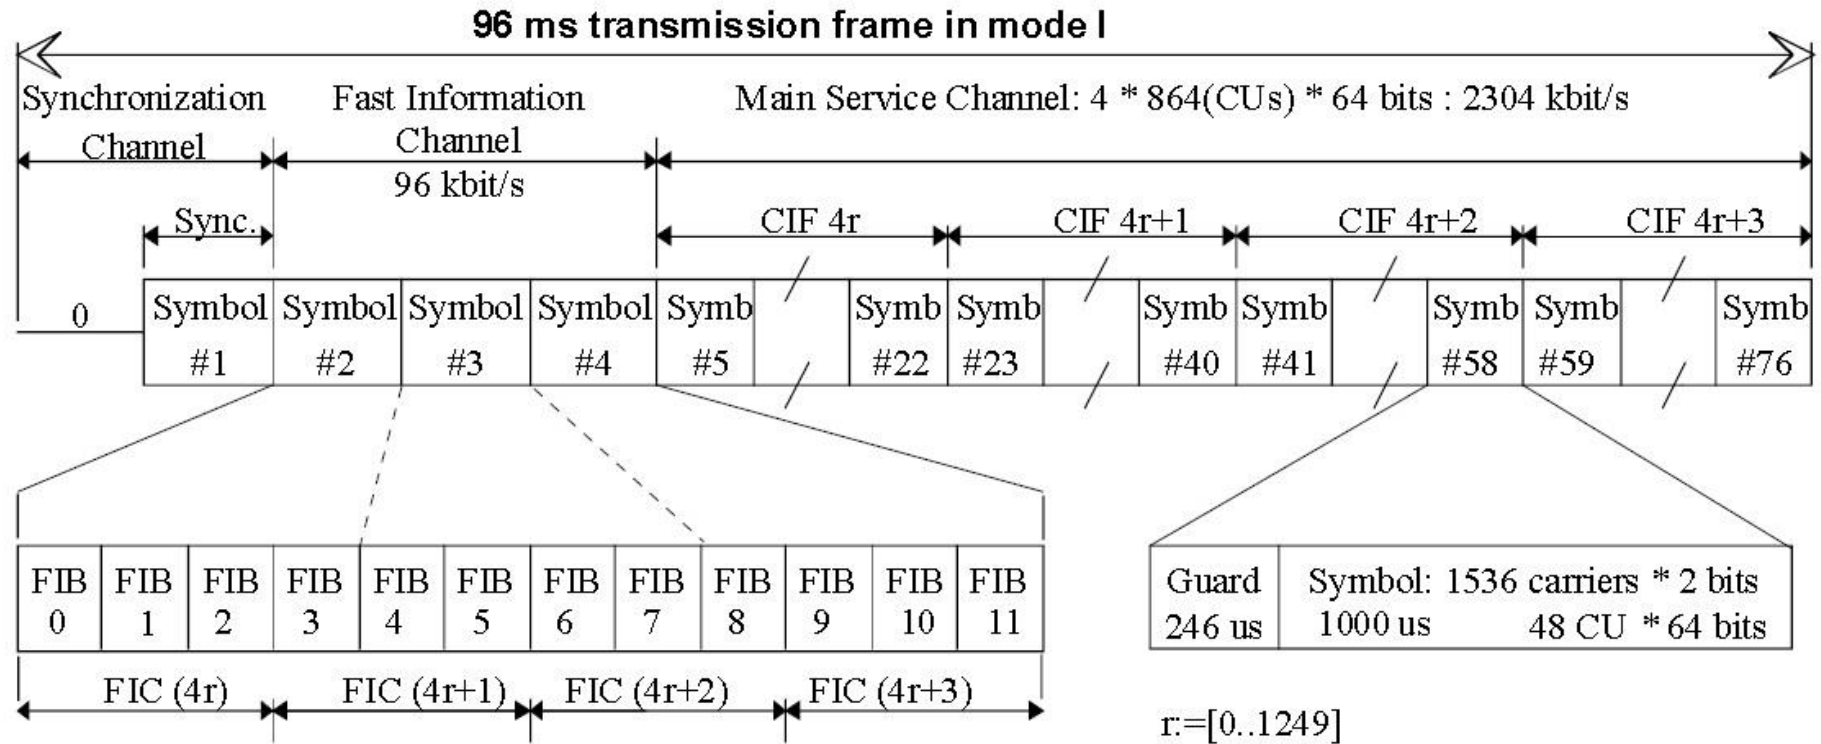 96 ms transmission frame in mode I
Synchronization
Channel
Fast Information
Channel
96 kbit/s
Main Service Channel: 4 * 864(CUs) * 64 bits : 2304 kbit/s
Sync.
CIF 4r
CIF 4r+1
CIF 4r+2
CIF 4r+3
0
Symbol
#1
Symbol
#2
Symbol
#3
Symbol
#4
Symb
#5
Symb
#22
Symb
#23
Symb
#40
Symb
#41
Symb
#58
Symb
#59
Symb
#76
FIB
0
FIB
1
FIB
2
FIB
3
FIB
4
FIB
5
FIB
6
FIB
7
FIB
8
FIB
9
FIB
10
FIB
11
FIC (4r)
FIC (4r+1)
FIC (4r+2)
FIC (4r+3)
Guard
246 us
Symbol: 1536 carriers * 2 bits
1000 us 48 CU * 64 bits
r:=[0..1249]